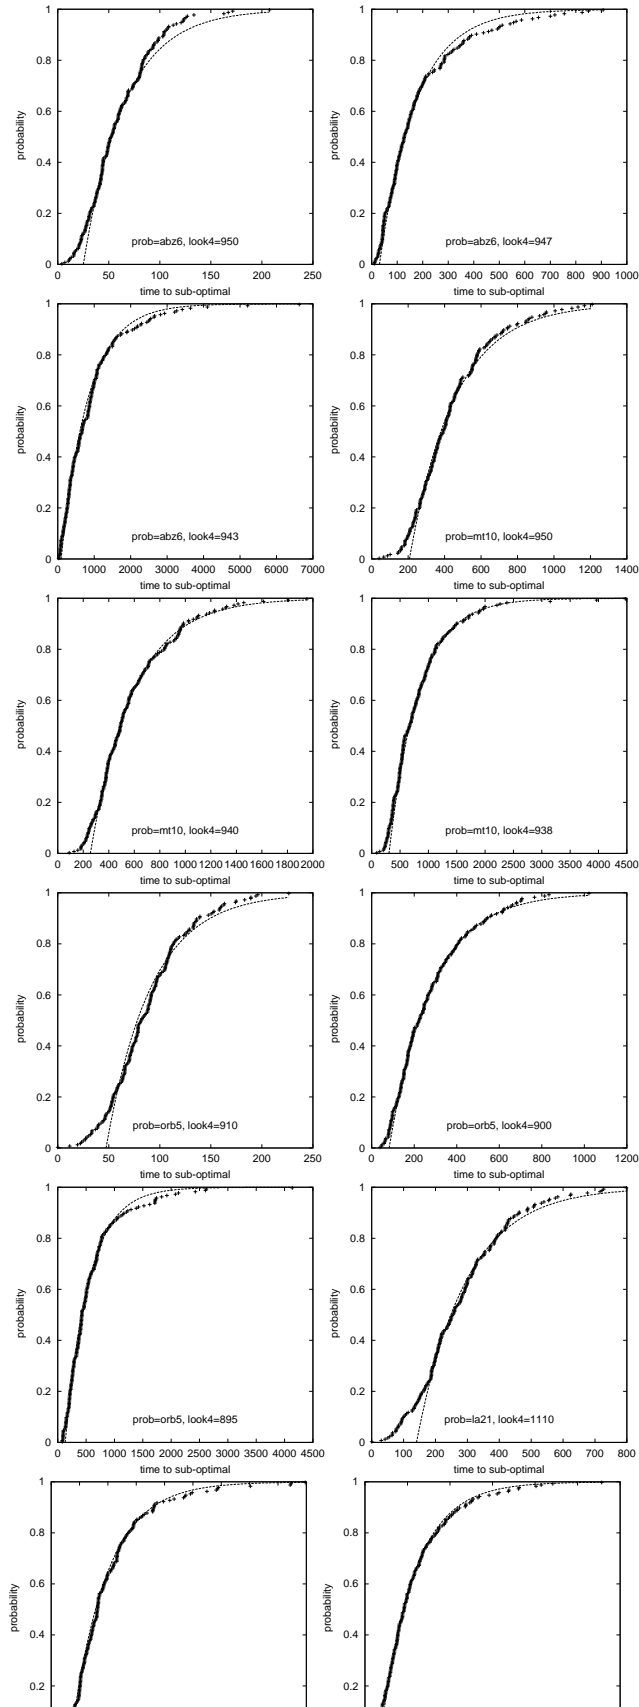 1
0.8
0.6
0.4
0.2
0
probability
prob=abz6, look4=950
0 50 100 150 200 250
time to sub-optimal
1
0.8
0.6
0.4
0.2
0
probability
prob=abz6, look4=947
0 100 200 300 400 500 600 700 800 900 1000
time to sub-optimal
1
0.8
0.6
0.4
0.2
0
probability
prob=abz6, look4=943
0 1000 2000 3000 4000 5000 6000 7000
time to sub-optimal
1
0.8
0.6
0.4
0.2
0
probability
prob=mt10, look4=950
0 200 400 600 800 1000 1200 1400
time to sub-optimal
1
0.8
0.6
0.4
0.2
0
probability
prob=mt10, look4=940
0 200 400 600 800 1000 1200 1400 1600 1800 2000
time to sub-optimal
1
0.8
0.6
0.4
0.2
0
probability
prob=mt10, look4=938
0 500 1000 1500 2000 2500 3000 3500 4000 4500
time to sub-optimal
1
0.8
0.6
0.4
0.2
0
probability
prob=orb5, look4=910
0 50 100 150 200 250
time to sub-optimal
1
0.8
0.6
0.4
0.2
0
probability
prob=orb5, look4=900
0 200 400 600 800 1000 1200
time to sub-optimal
1
0.8
0.6
0.4
0.2
0
probability
prob=orb5, look4=895
0 500 1000 1500 2000 2500 3000 3500 4000 4500
time to sub-optimal
1
0.8
0.6
0.4
0.2
0
probability
prob=la21, look4=1110
0 100 200 300 400 500 600 700 800
time to sub-optimal
1
0.8
0.6
0.4
0.2
probability
1
0.8
0.6
0.4
0.2
probability